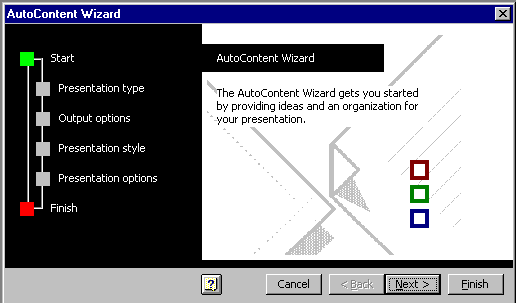 AutoContent Wizard
Start
Presentation type
Output options
Presentation style
Presentation options
Finish
AutoContent Wizard
The AutoContent Wizard gets you started
by providing ideas and an organization for
your presentation.
?
Cancel
< Back
Next >
Finish